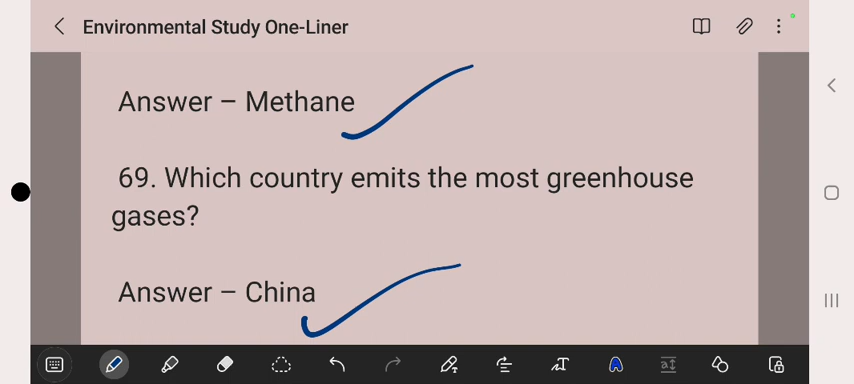 Environmental Study One-Liner
Answer – Methane
69. Which country emits the most greenhouse
gases?
Answer – China